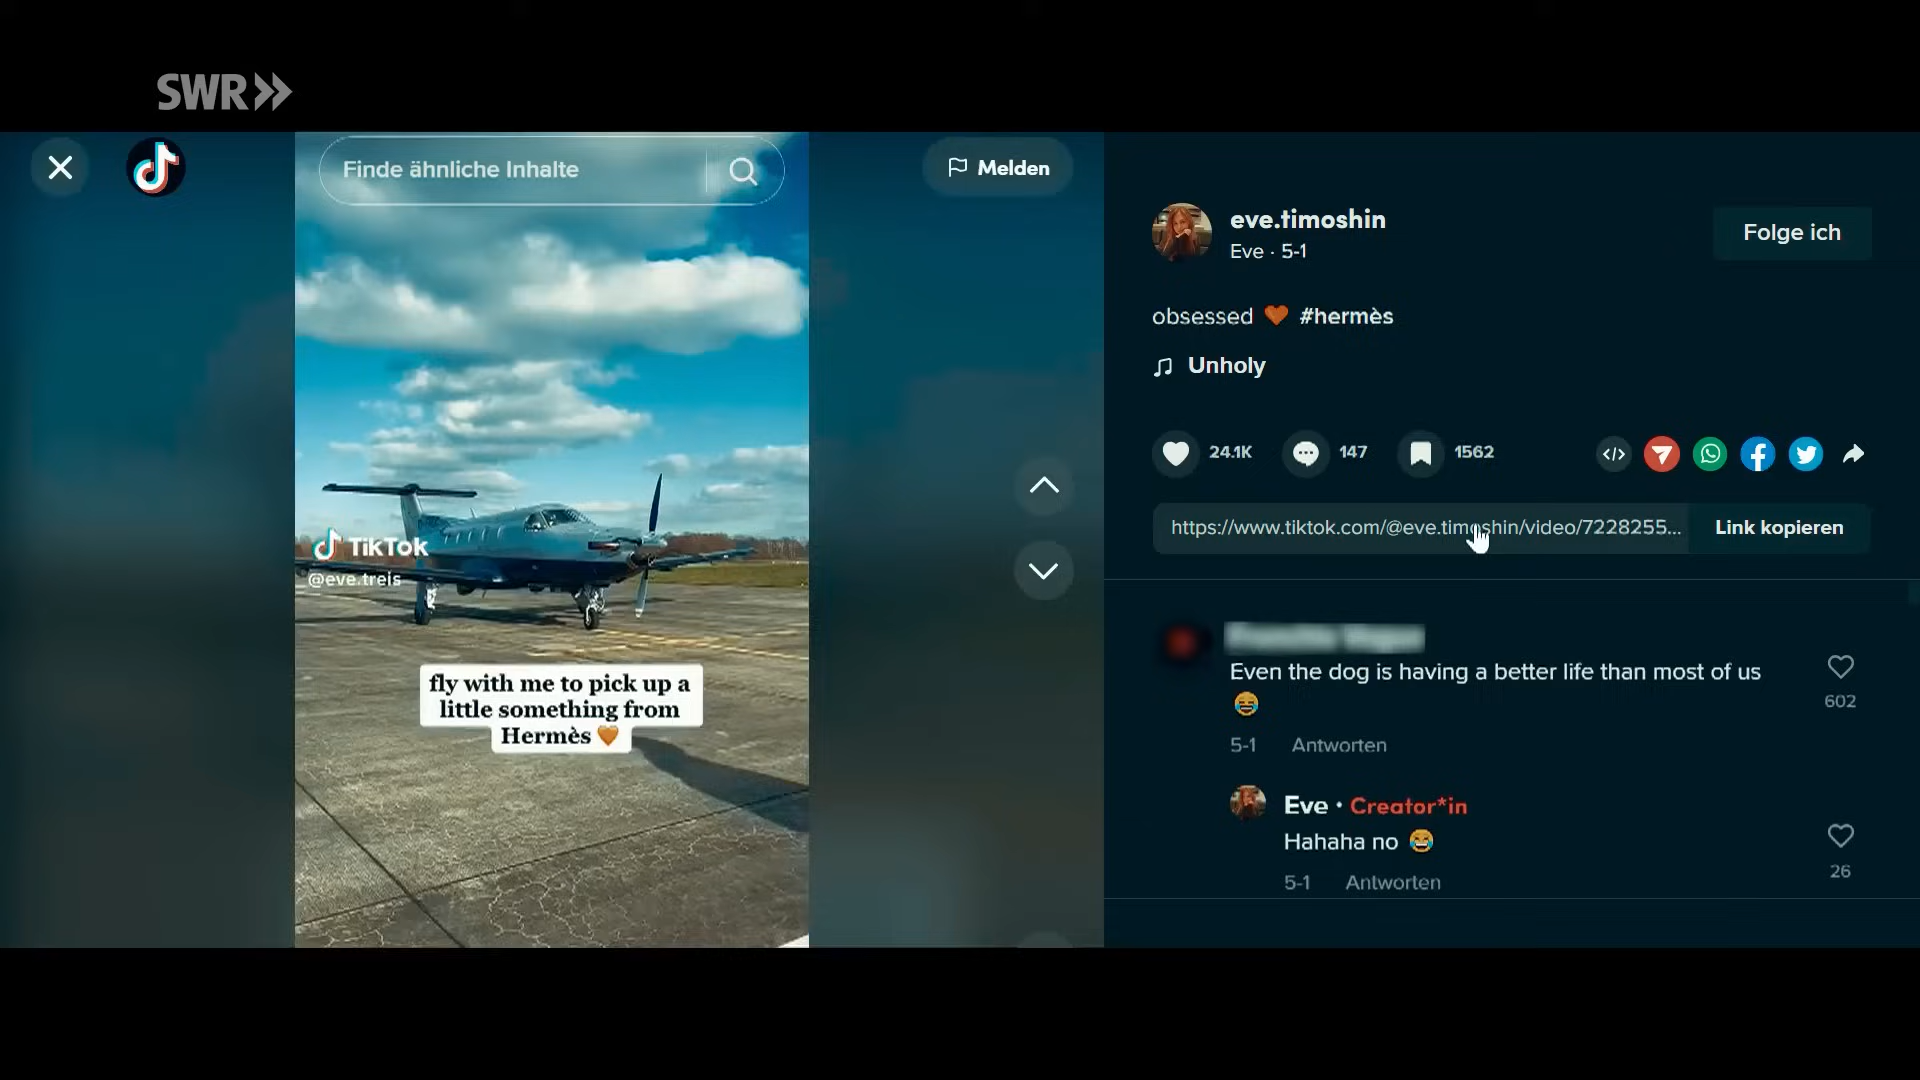 SWR
Finde ähnliche Inhalte
Melden
TikTok
@eve.treis
fly with me to pick up a
little something from
Hermès 🧡
eve.timoshin
Eve · 5-1
Folge ich
obsessed 🧡 #hermès
Unholy
24.1K
147
1562
https://www.tiktok.com/@eve.timoshin/video/7228255...
Link kopieren
Even the dog is having a better life than most of us
😂
602
5-1 Antworten
Eve · Creator*in
Hahaha no 😂
26
5-1 Antworten